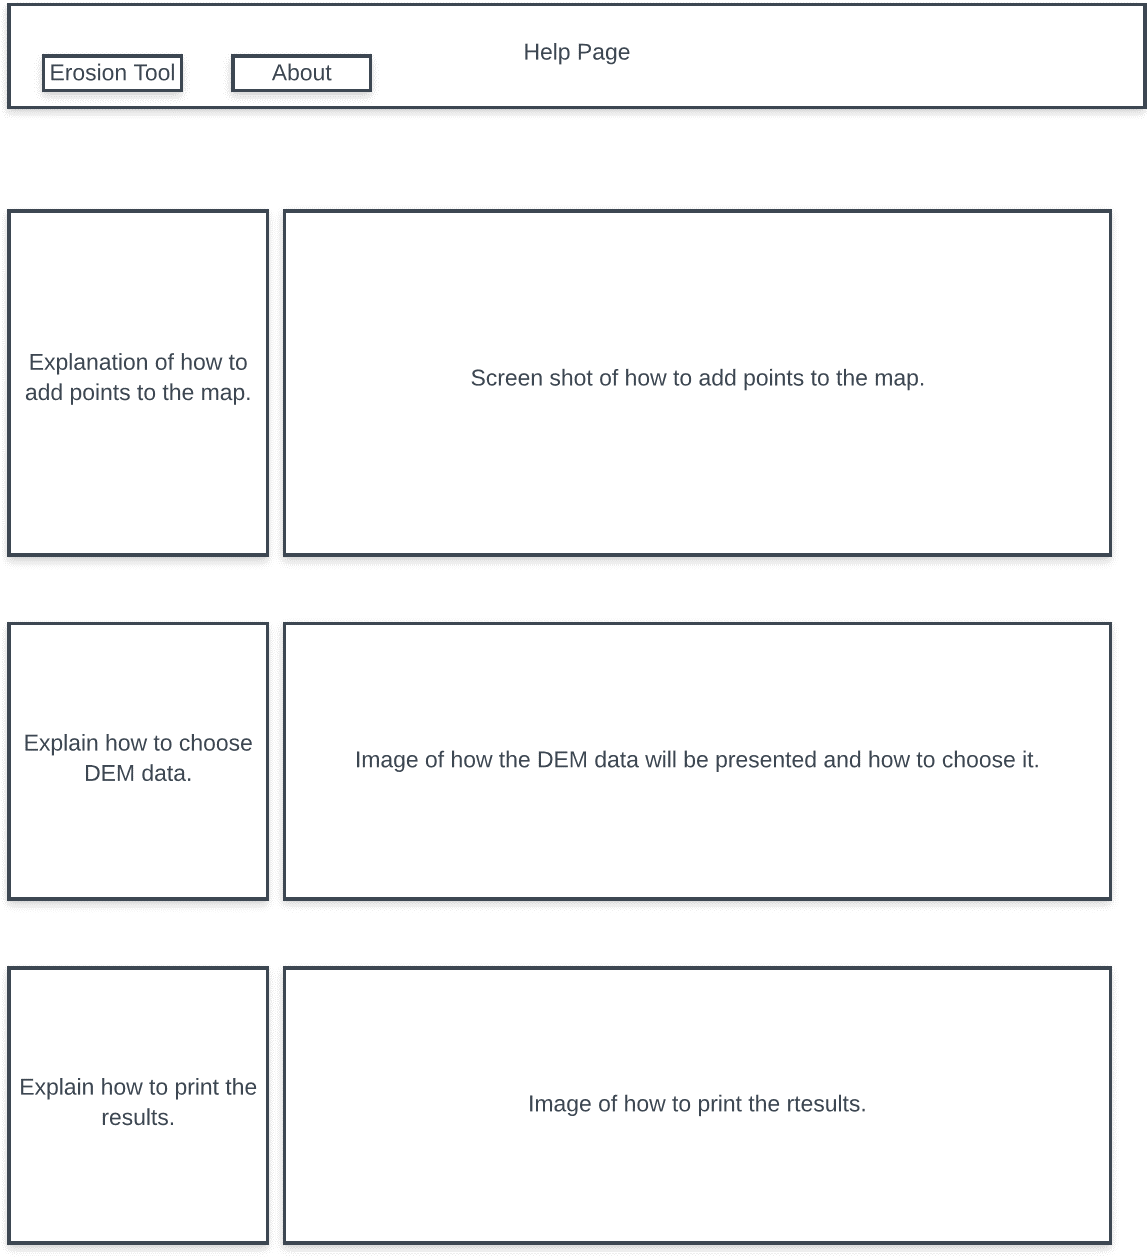 Help Page
Erosion Tool
About
Explanation of how to
add points to the map.
Screen shot of how to add points to the map.
Explain how to choose
DEM data.
Image of how the DEM data will be presented and how to choose it.
Explain how to print the
results.
Image of how to print the rtesults.